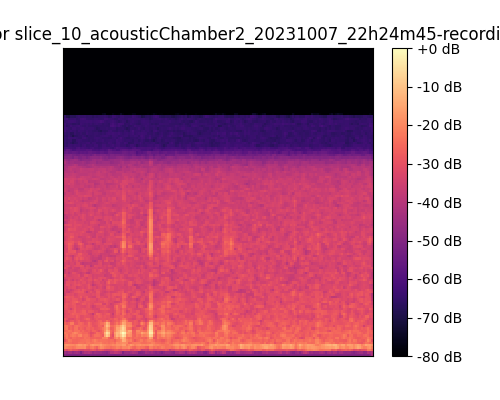 or slice_10_acousticChamber2_20231007_22h24m45-recordi
+0 dB
-10 dB
-20 dB
-30 dB
-40 dB
-50 dB
-60 dB
-70 dB
-80 dB